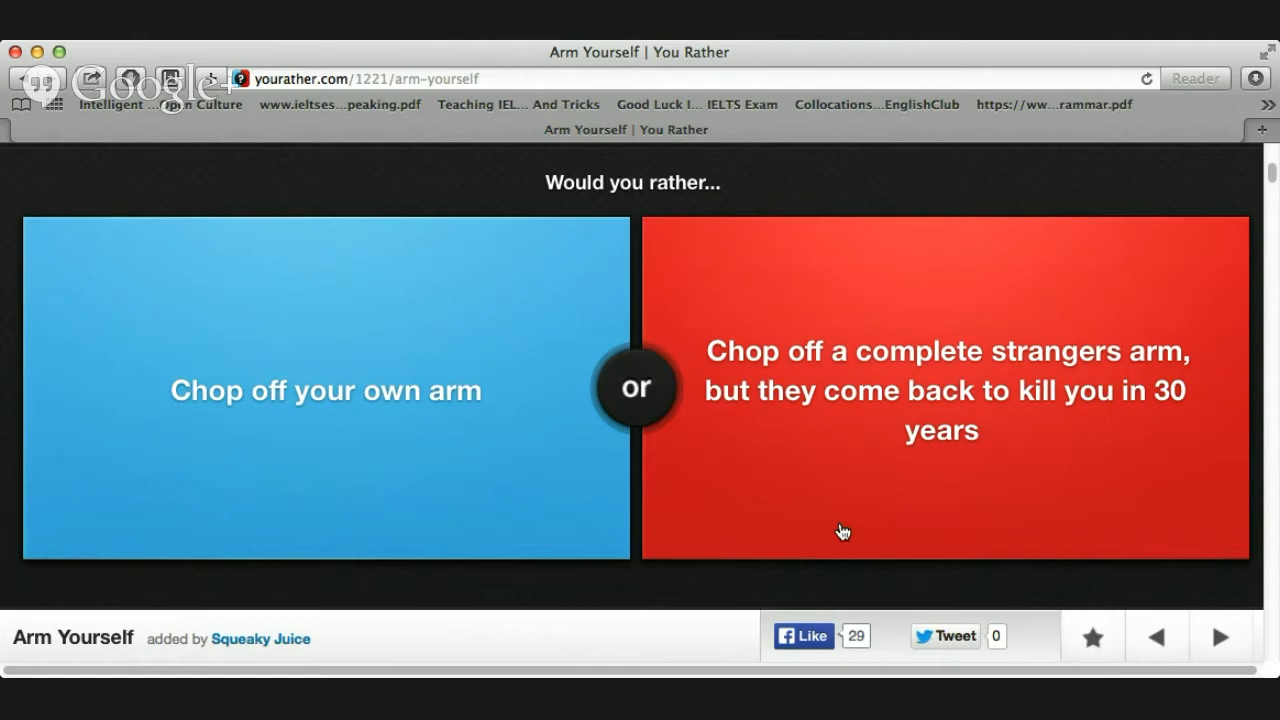 Arm Yourself | You Rather
Google+
yourather.com/1221/arm-yourself
Reader
Intelligent ...Open Culture www.ieltses...peaking.pdf Teaching IEL... And Tricks Good Luck I... IELTS Exam Collocations...EnglishClub https://ww...rammar.pdf
Arm Yourself | You Rather
Would you rather...
Chop off your own arm
or
Chop off a complete strangers arm,
but they come back to kill you in 30
years
Arm Yourself added by Squeaky Juice
Like 29 Tweet 0